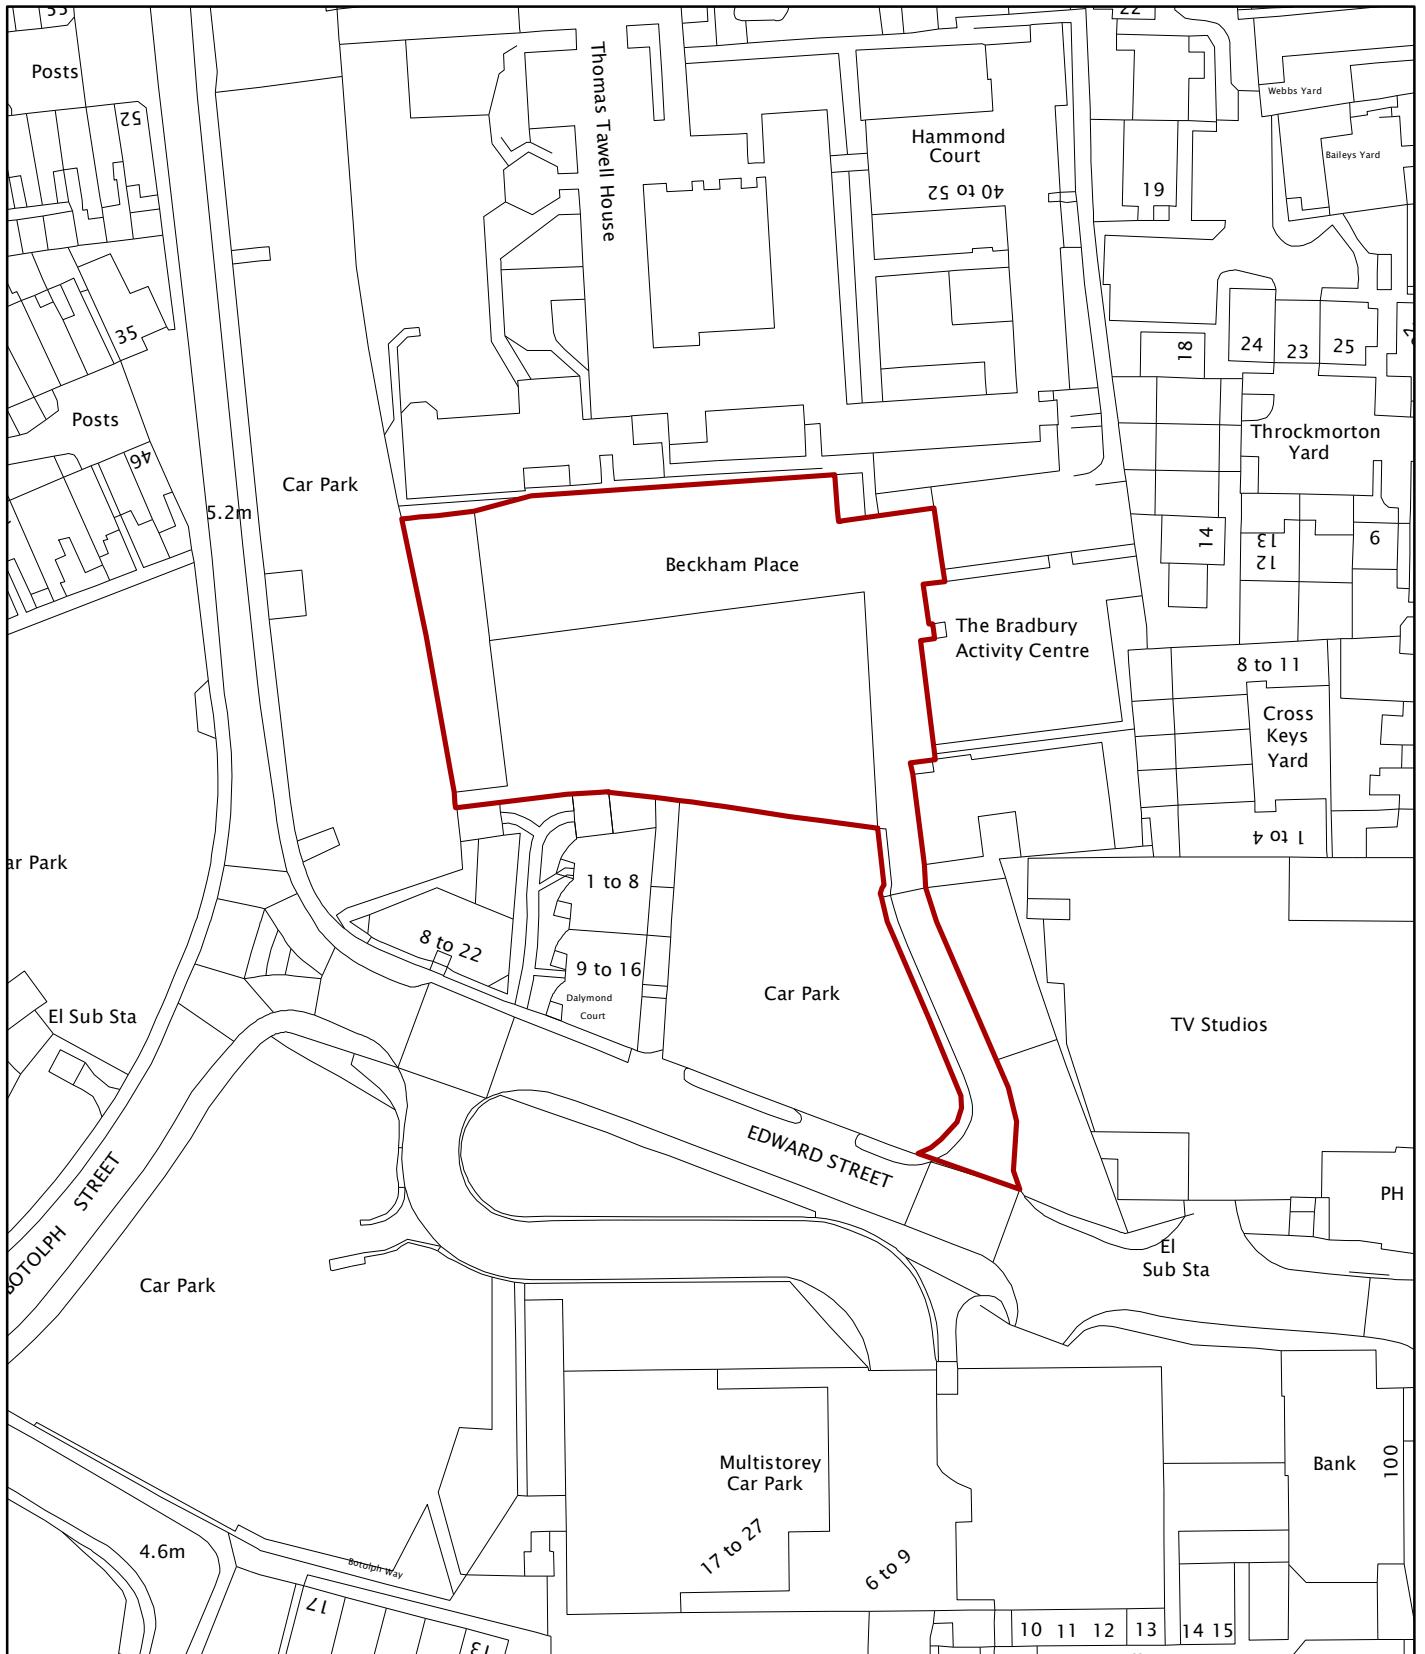 22
Posts
52
Thomas Tawell House
Hammond
Court
40 to 52
Webbs Yard
Baileys Yard
19
35
18
24
23
25
Posts
46
Throckmorton
Yard
Car Park
5.2m
14
13
12
6
Beckham Place
The Bradbury
Activity Centre
8 to 11
Cross
Keys
Yard
1 to 4
ar Park
1 to 8
8 to 22
9 to 16
Dalymond
Court
Car Park
El Sub Sta
TV Studios
EDWARD STREET
BOTOLPH STREET
PH
El
Sub Sta
Car Park
Multistorey
Car Park
17 to 27
6 to 9
Bank
100
4.6m
Botolph Way
17
13
10
11
12
13
14
15